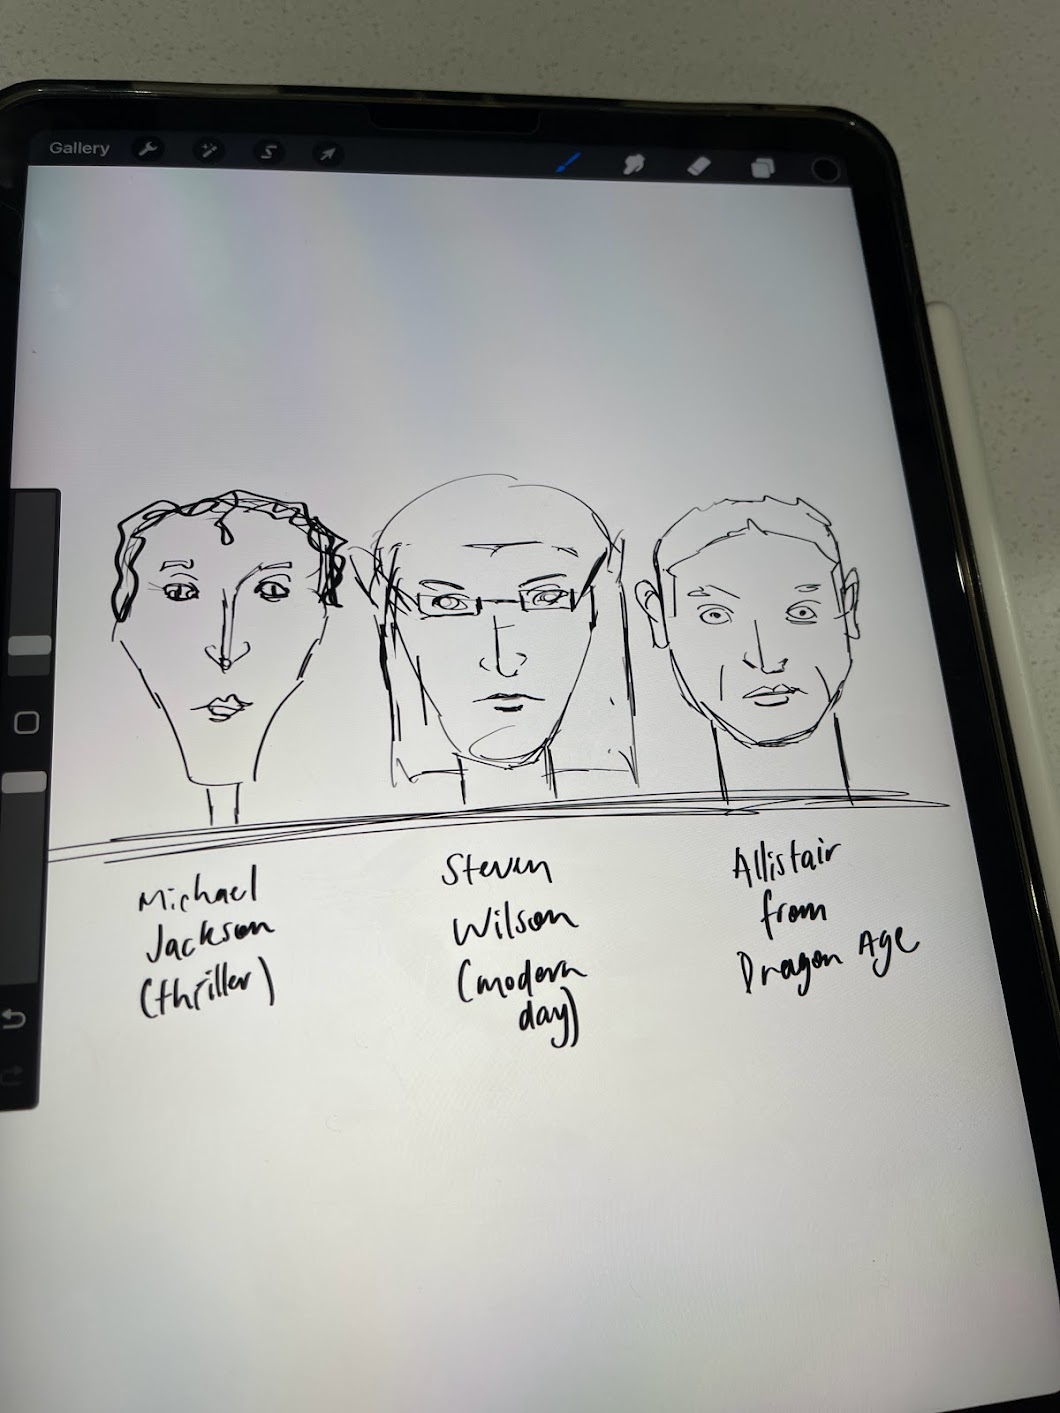 Gallery
Michael
Jackson
(thriller)
Steven
Wilson
(modern
day)
Allistair
from
Dragon Age